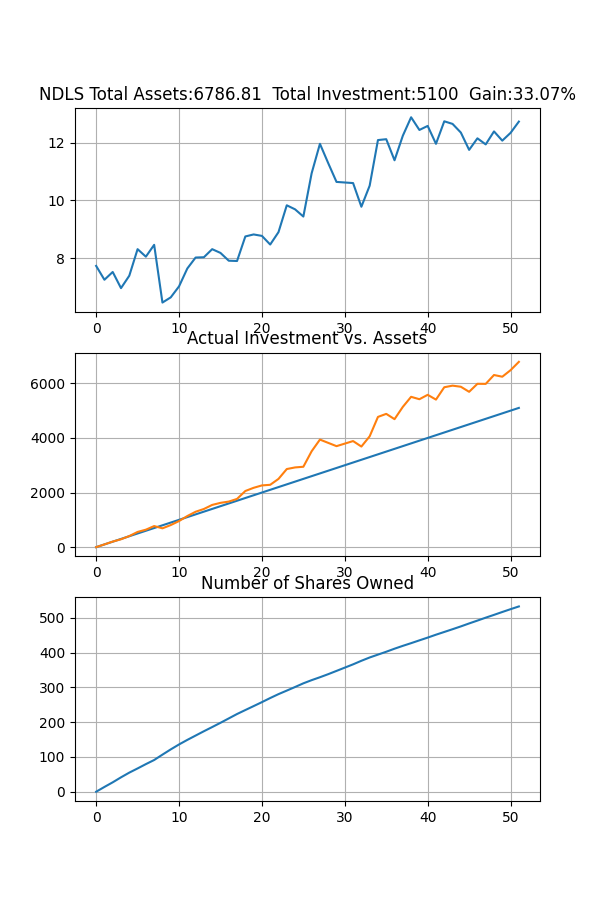 NDLS Total Assets:6786.81  Total Investment:5100  Gain:33.07%
12
10
8
0 10 20 30 40 50
Actual Investment vs. Assets
6000
4000
2000
0
0 10 20 30 40 50
Number of Shares Owned
500
400
300
200
100
0
0 10 20 30 40 50